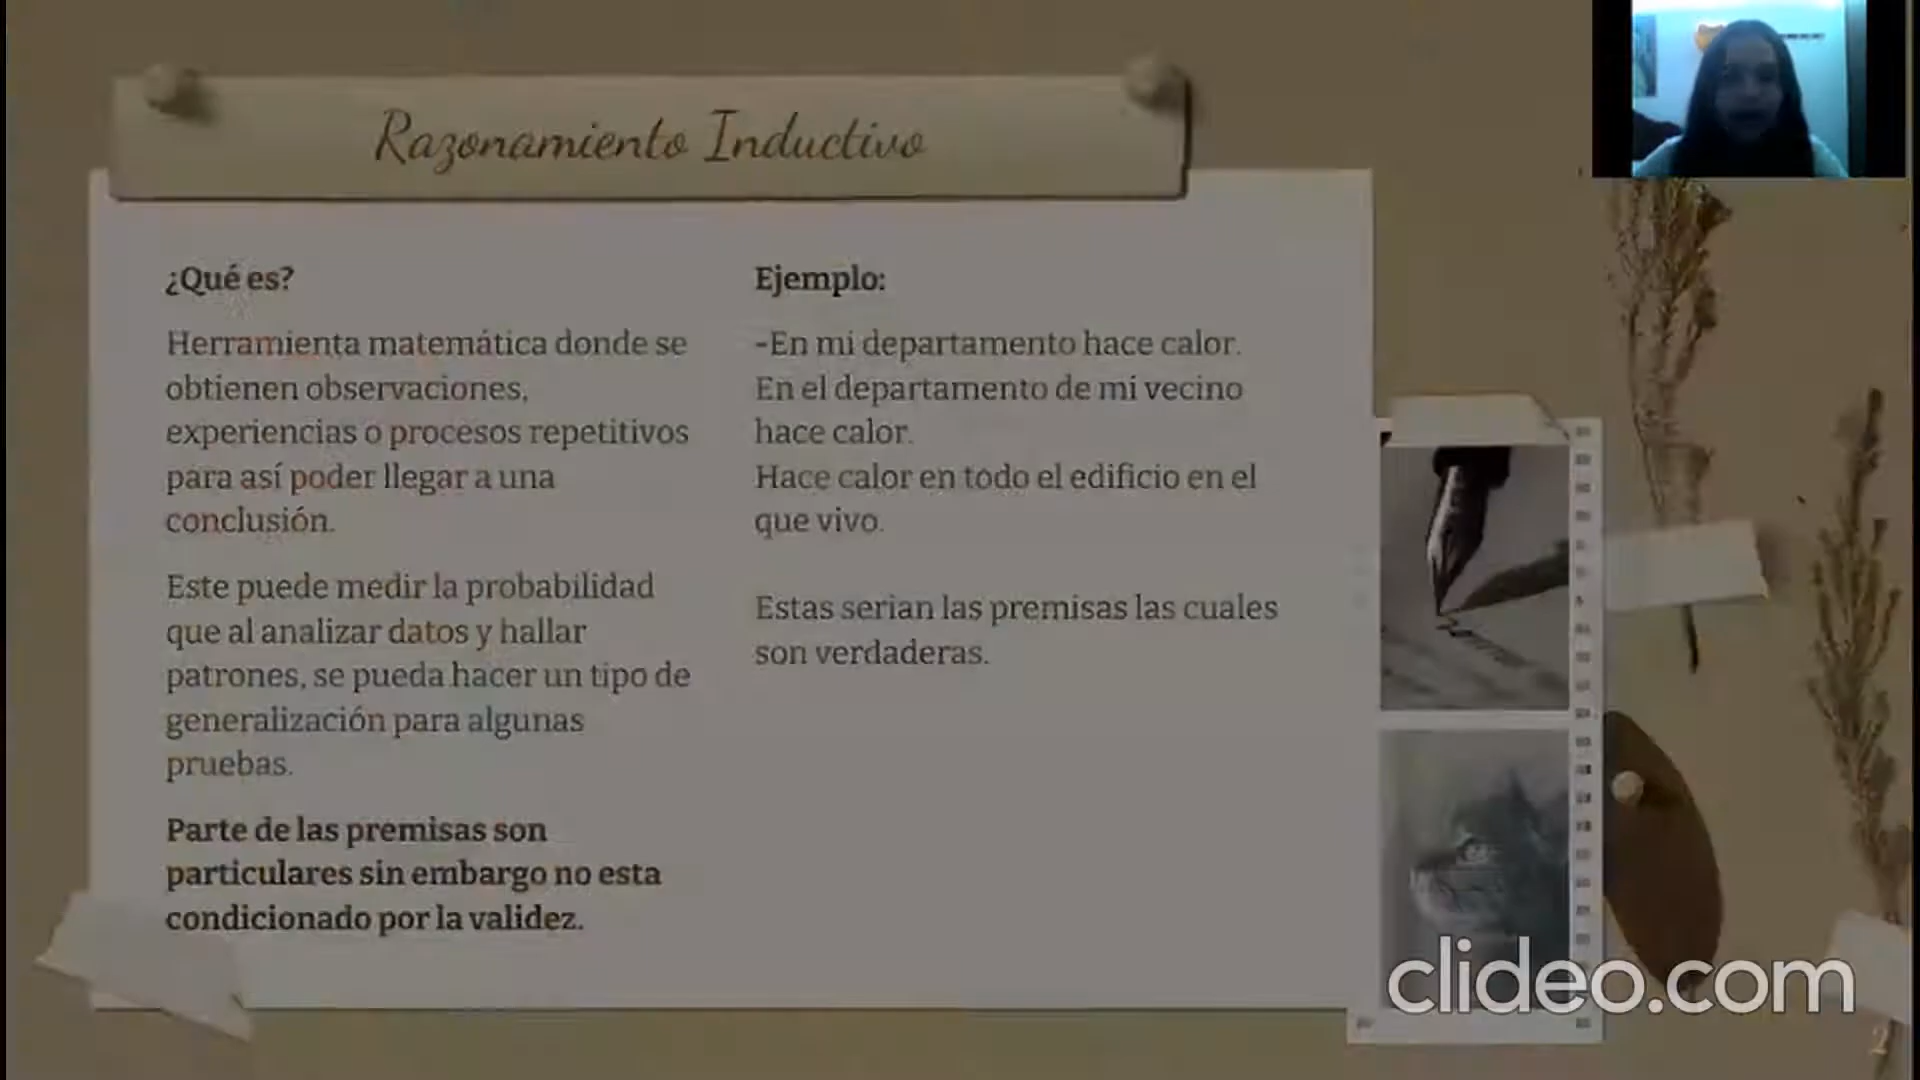 Razonamiento Inductivo
¿Qué es?
Herramienta matemática donde se
obtienen observaciones,
experiencias o procesos repetitivos
para así poder llegar a una
conclusión.
Este puede medir la probabilidad
que al analizar datos y hallar
patrones, se pueda hacer un tipo de
generalización para algunas
pruebas.
Parte de las premisas son
particulares sin embargo no esta
condicionado por la validez.
Ejemplo:
-En mi departamento hace calor.
En el departamento de mi vecino
hace calor.
Hace calor en todo el edificio en el
que vivo.
Estas serian las premisas las cuales
son verdaderas.
clideo.com
2